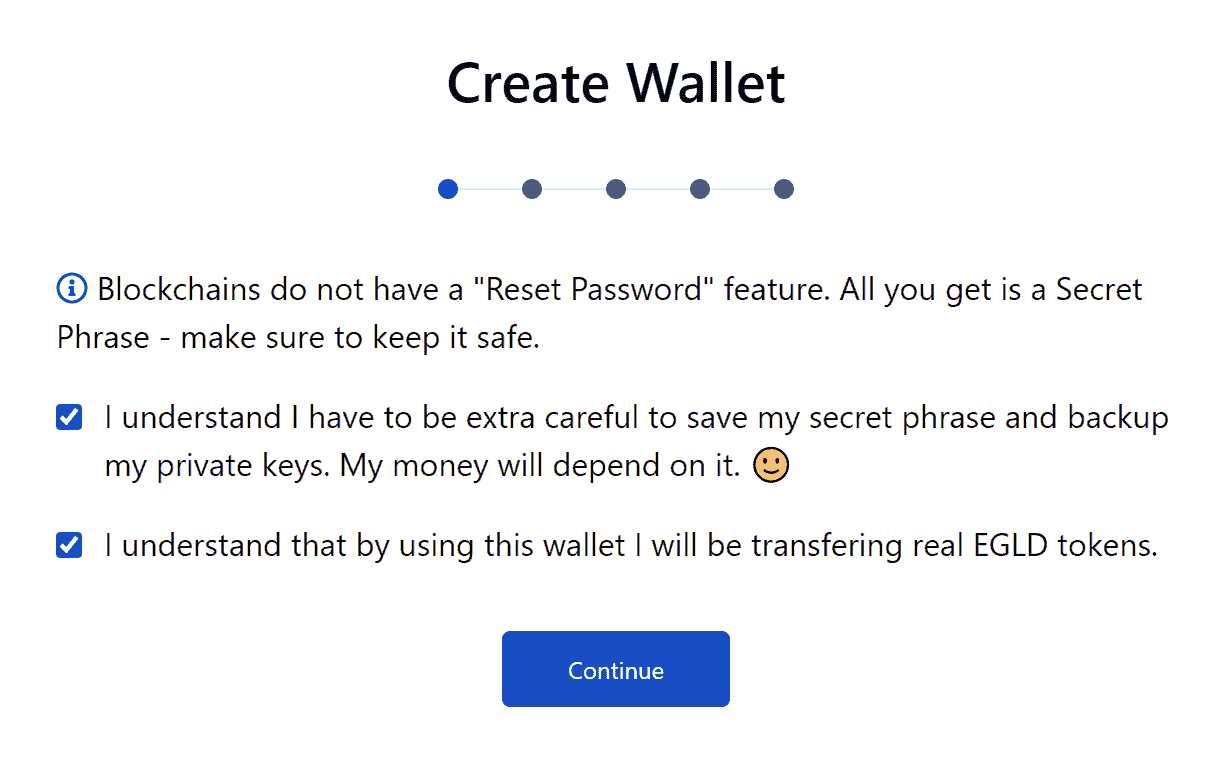 Create Wallet
Blockchains do not have a "Reset Password" feature. All you get is a Secret
Phrase - make sure to keep it safe.
I understand I have to be extra careful to save my secret phrase and backup
my private keys. My money will depend on it. 🙂
I understand that by using this wallet I will be transfering real EGLD tokens.
Continue